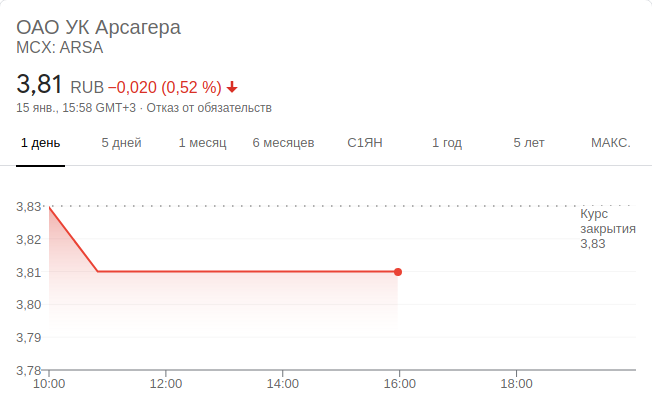 ОАО УК Арсагера
MCX: ARSA
3,81 RUB −0,020 (0,52 %)
15 янв., 15:58 GMT+3 · Отказ от обязательств
1 день 5 дней 1 месяц 6 месяцев С1ЯН 1 год 5 лет МАКС.
3,83
Курс
закрытия
3,83
3,82
3,81
3,80
3,79
3,78
10:00 12:00 14:00 16:00 18:00